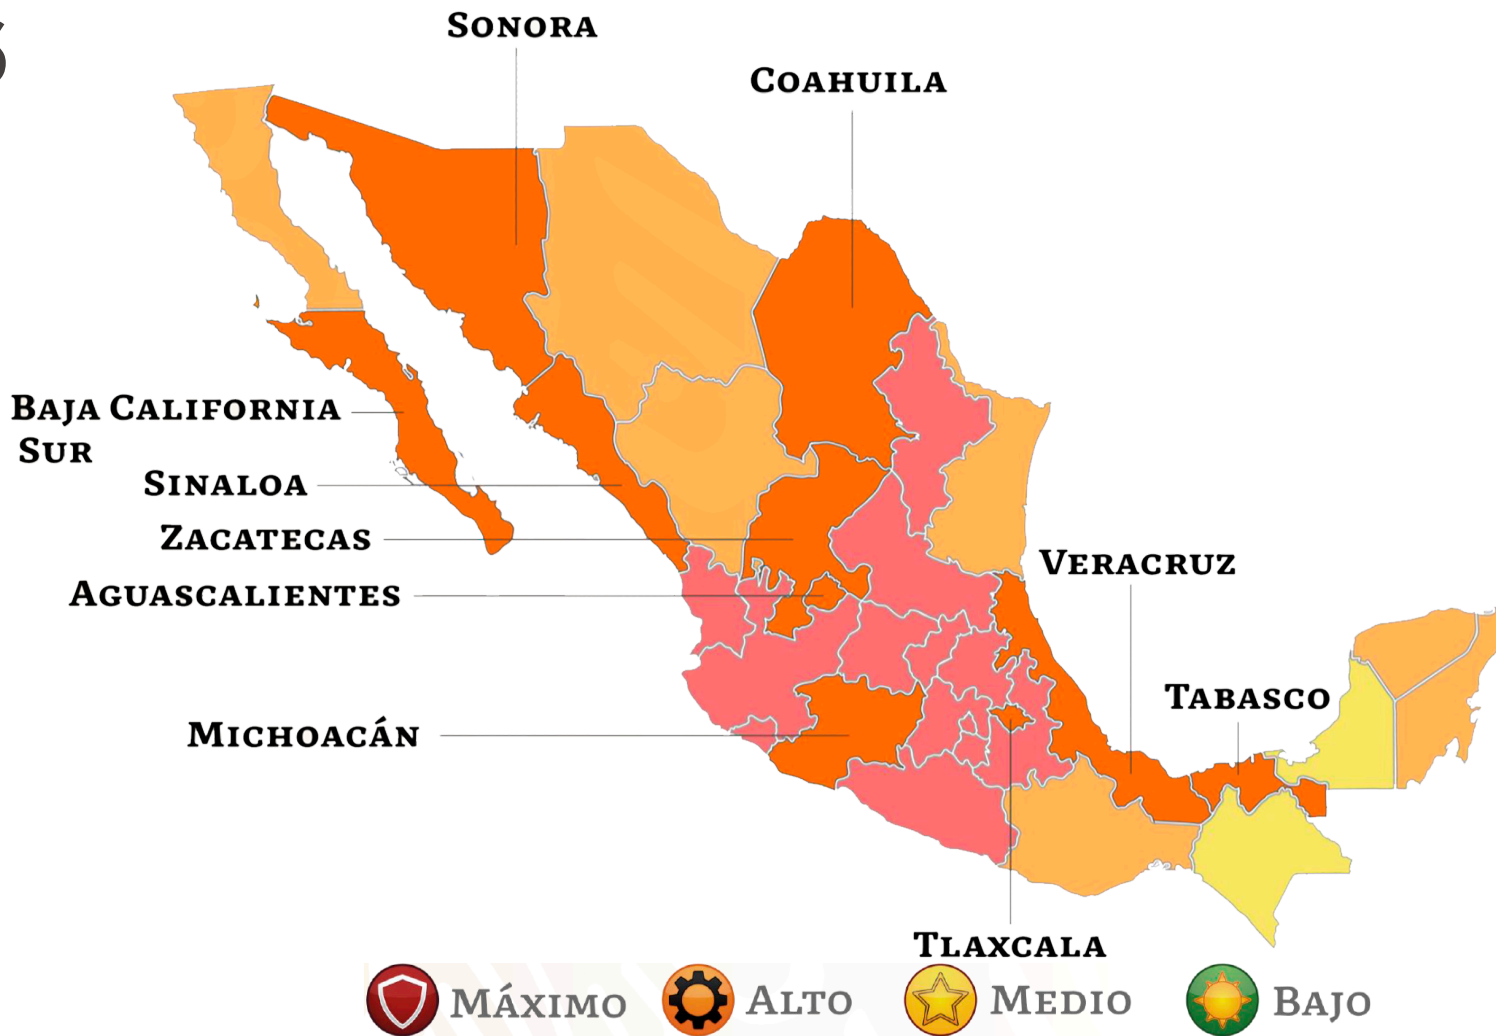 S
SONORA
COAHUILA
BAJA CALIFORNIA
SUR
SINALOA
ZACATECAS
AGUASCALIENTES
VERACRUZ
TABASCO
MICHOACÁN
TLAXCALA
MÁXIMO ALTO MEDIO BAJO